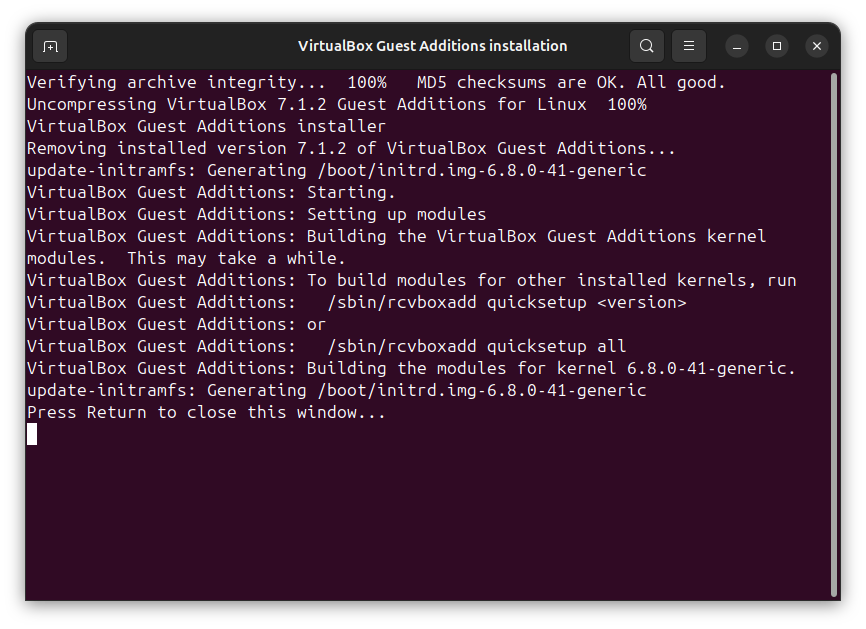 VirtualBox Guest Additions installation
Verifying archive integrity...  100%   MD5 checksums are OK. All good.
Uncompressing VirtualBox 7.1.2 Guest Additions for Linux  100%
VirtualBox Guest Additions installer
Removing installed version 7.1.2 of VirtualBox Guest Additions...
update-initramfs: Generating /boot/initrd.img-6.8.0-41-generic
VirtualBox Guest Additions: Starting.
VirtualBox Guest Additions: Setting up modules
VirtualBox Guest Additions: Building the VirtualBox Guest Additions kernel
modules.  This may take a while.
VirtualBox Guest Additions: To build modules for other installed kernels, run
VirtualBox Guest Additions:   /sbin/rcvboxadd quicksetup <version>
VirtualBox Guest Additions: or
VirtualBox Guest Additions:   /sbin/rcvboxadd quicksetup all
VirtualBox Guest Additions: Building the modules for kernel 6.8.0-41-generic.
update-initramfs: Generating /boot/initrd.img-6.8.0-41-generic
Press Return to close this window...